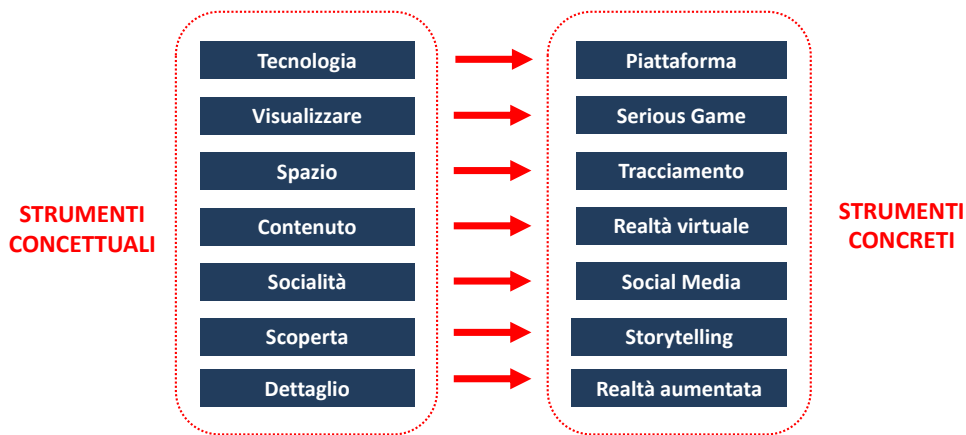 Tecnologia
Piattaforma
Visualizzare
Serious Game
Spazio
Tracciamento
STRUMENTI
CONCETTUALI
Contenuto
Realtà virtuale
STRUMENTI
CONCRETI
Socialità
Social Media
Scoperta
Storytelling
Dettaglio
Realtà aumentata